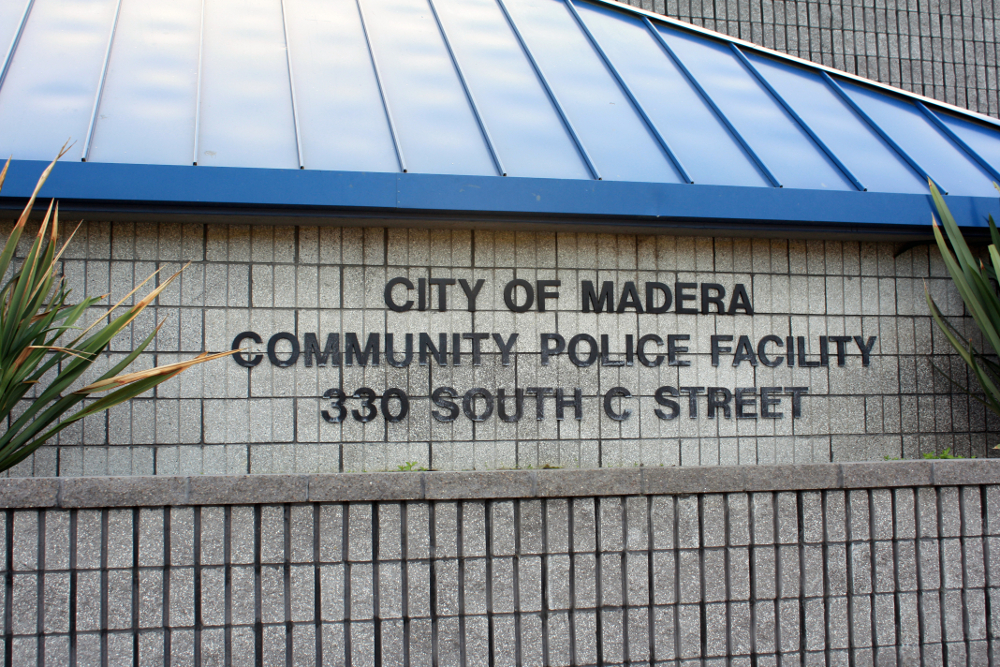 CITY OF MADERA
COMMUNITY POLICE FACILITY
330 SOUTH C STREET